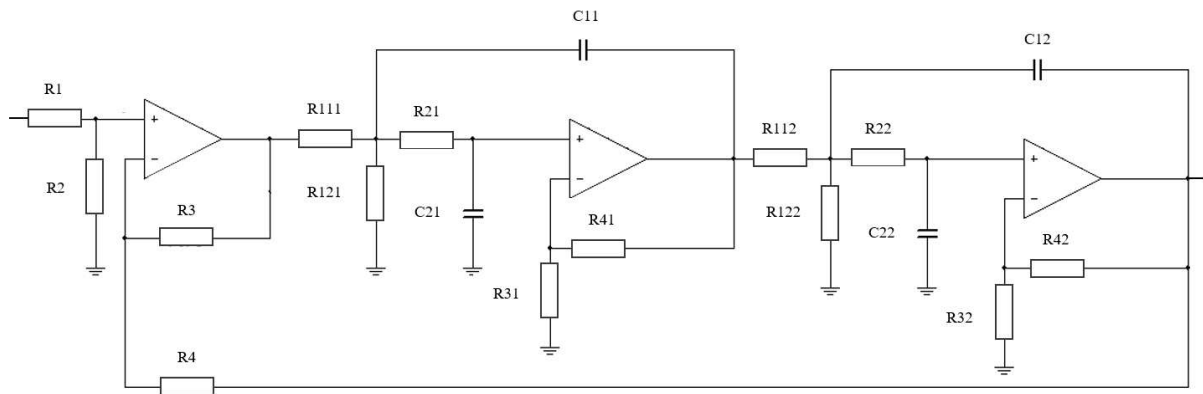 C11
C12
R1
+
−
R111
R21
+
−
R112
R22
+
−
R2
R3
R121
C21
R41
R122
C22
R42
R31
R32
R4